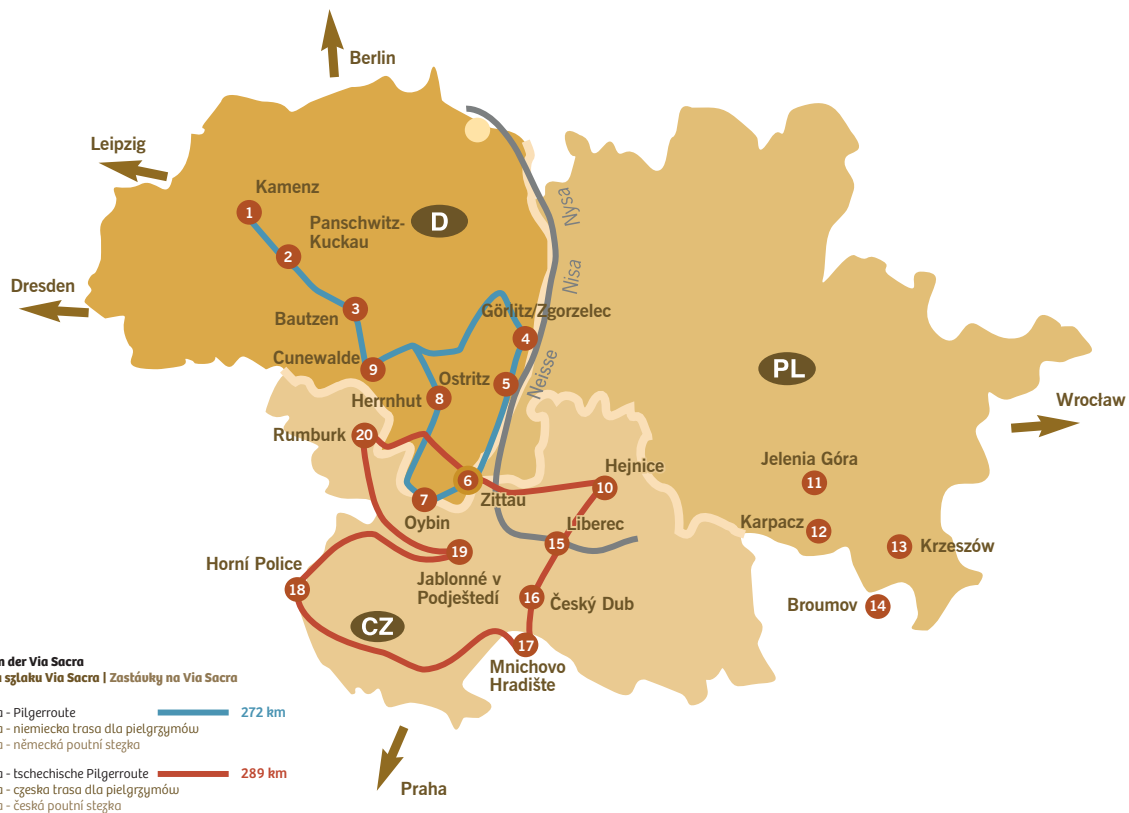 Berlin
Leipzig
Kamenz
1
Panschwitz-
Kuckau
D
2
Nysa
Nisa
Neisse
Dresden
3
Bautzen
Görlitz/Zgorzelec
4
Cunewalde
9
Ostritz
5
Herrnhut
8
PL
Wrocław
Rumburk
20
Hejnice
10
Jelenia Góra
11
6
Zittau
7
Oybin
Karpacz
12
Liberec
15
13
Krzeszów
19
Jablonné v
Podještedí
Horní Police
18
16
Český Dub
Broumov
14
CZ
17
Mnichovo
Hradište
der Via Sacra
szlaku Via Sacra | Zastávky na Via Sacra
- Pilgerroute
272 km
- niemiecka trasa dla pielgrzymów
- německá poutní stezka
- tschechische Pilgerroute
289 km
- czeska trasa dla pielgrzymów
- česká poutní stezka
Praha